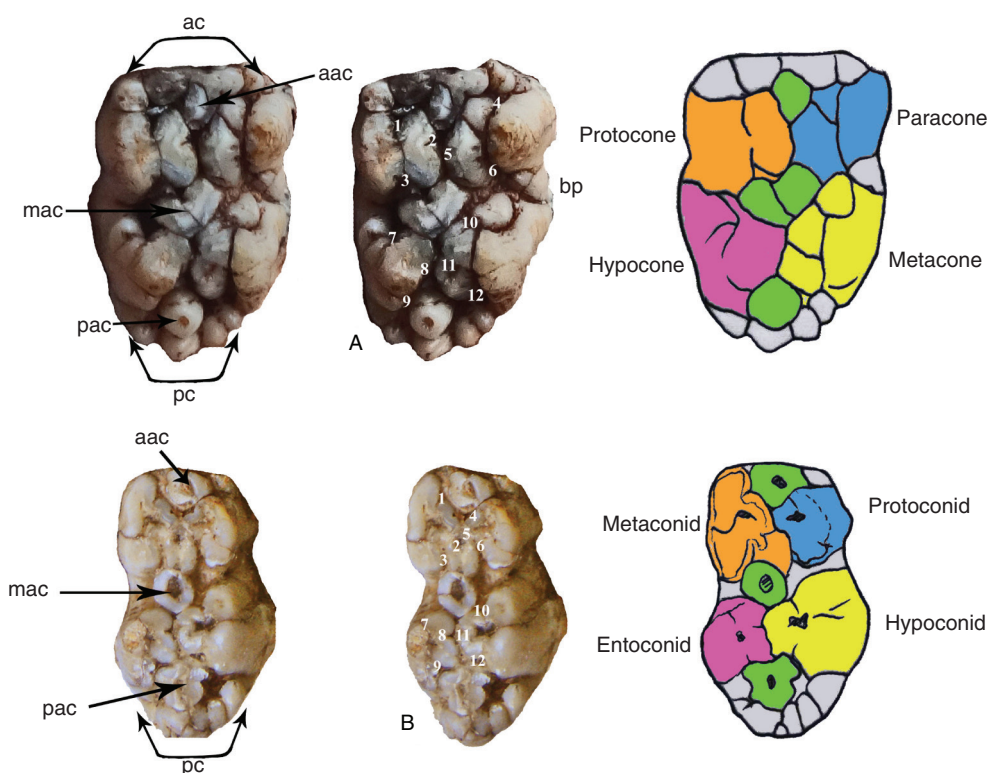 ac
aac
mac
pac
pc
1
2
3
4
5
6
7
8
9
10
11
12
bp
A
Protocone
Paracone
Hypocone
Metacone
aac
mac
pac
pc
1
2
3
4
5
6
7
8
9
10
11
12
B
Metaconid
Protoconid
Entoconid
Hypoconid